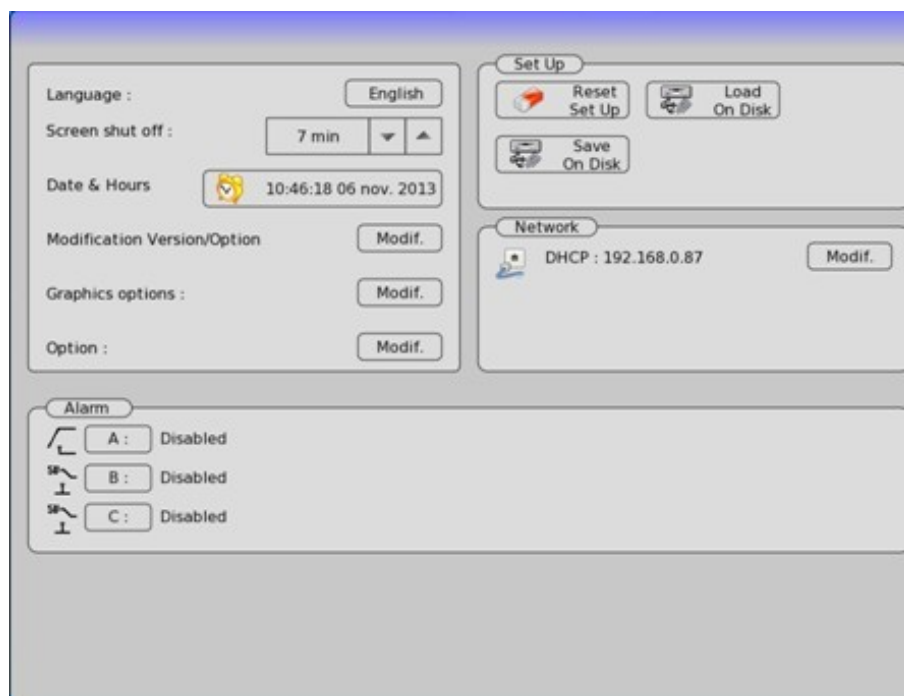 Language :
English
Screen shut off :
7 min
Date & Hours
10:46:18 06 nov. 2013
Modification Version/Option
Modif.
Graphics options :
Modif.
Option :
Modif.
Set Up
Reset
Set Up
Load
On Disk
Save
On Disk
Network
DHCP : 192.168.0.87
Modif.
Alarm
A :
Disabled
B :
Disabled
C :
Disabled